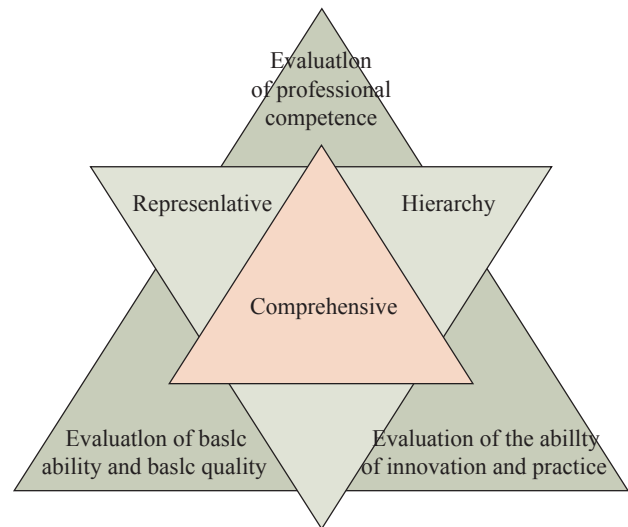 Evaluatlon
of professional
competence
Represenlative
Hierarchy
Comprehensive
Evaluatlon of baslc
ability and baslc quality
Evaluation of the abillty
of innovation and practice